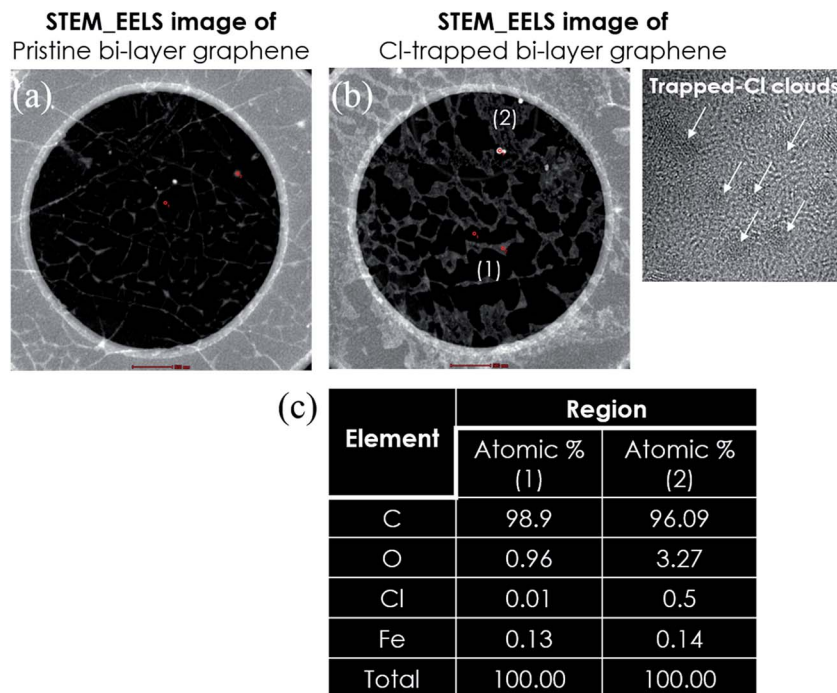 STEM_EELS image of
Pristine bi-layer graphene
STEM_EELS image of
Cl-trapped bi-layer graphene
(a)
(b)
(2)
(1)
Trapped-Cl clouds
(c)
Element Region
Atomic % (1) Atomic % (2)
C 98.9 96.09
O 0.96 3.27
Cl 0.01 0.5
Fe 0.13 0.14
Total 100.00 100.00